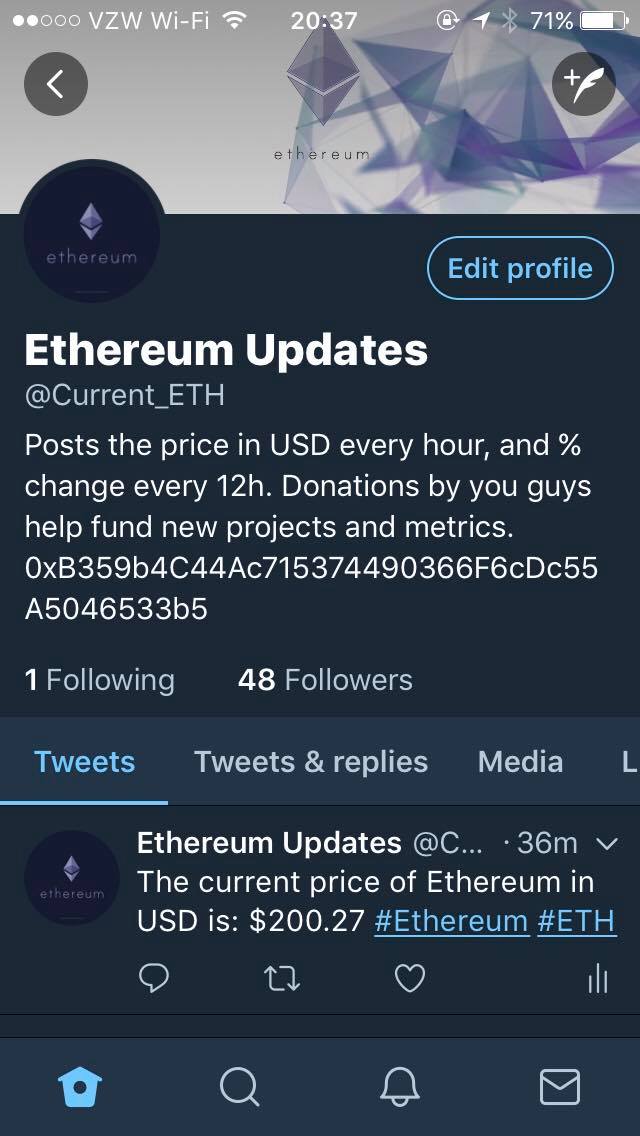 VZW Wi-Fi 20:37 71%
ethereum
ethereum
Edit profile
Ethereum Updates
@Current_ETH
Posts the price in USD every hour, and %
change every 12h. Donations by you guys
help fund new projects and metrics.
0xB359b4C44Ac715374490366F6cDc55
A5046533b5
1 Following 48 Followers
Tweets Tweets & replies Media L
Ethereum Updates @C... · 36m
ethereum
The current price of Ethereum in
USD is: $200.27 #Ethereum #ETH